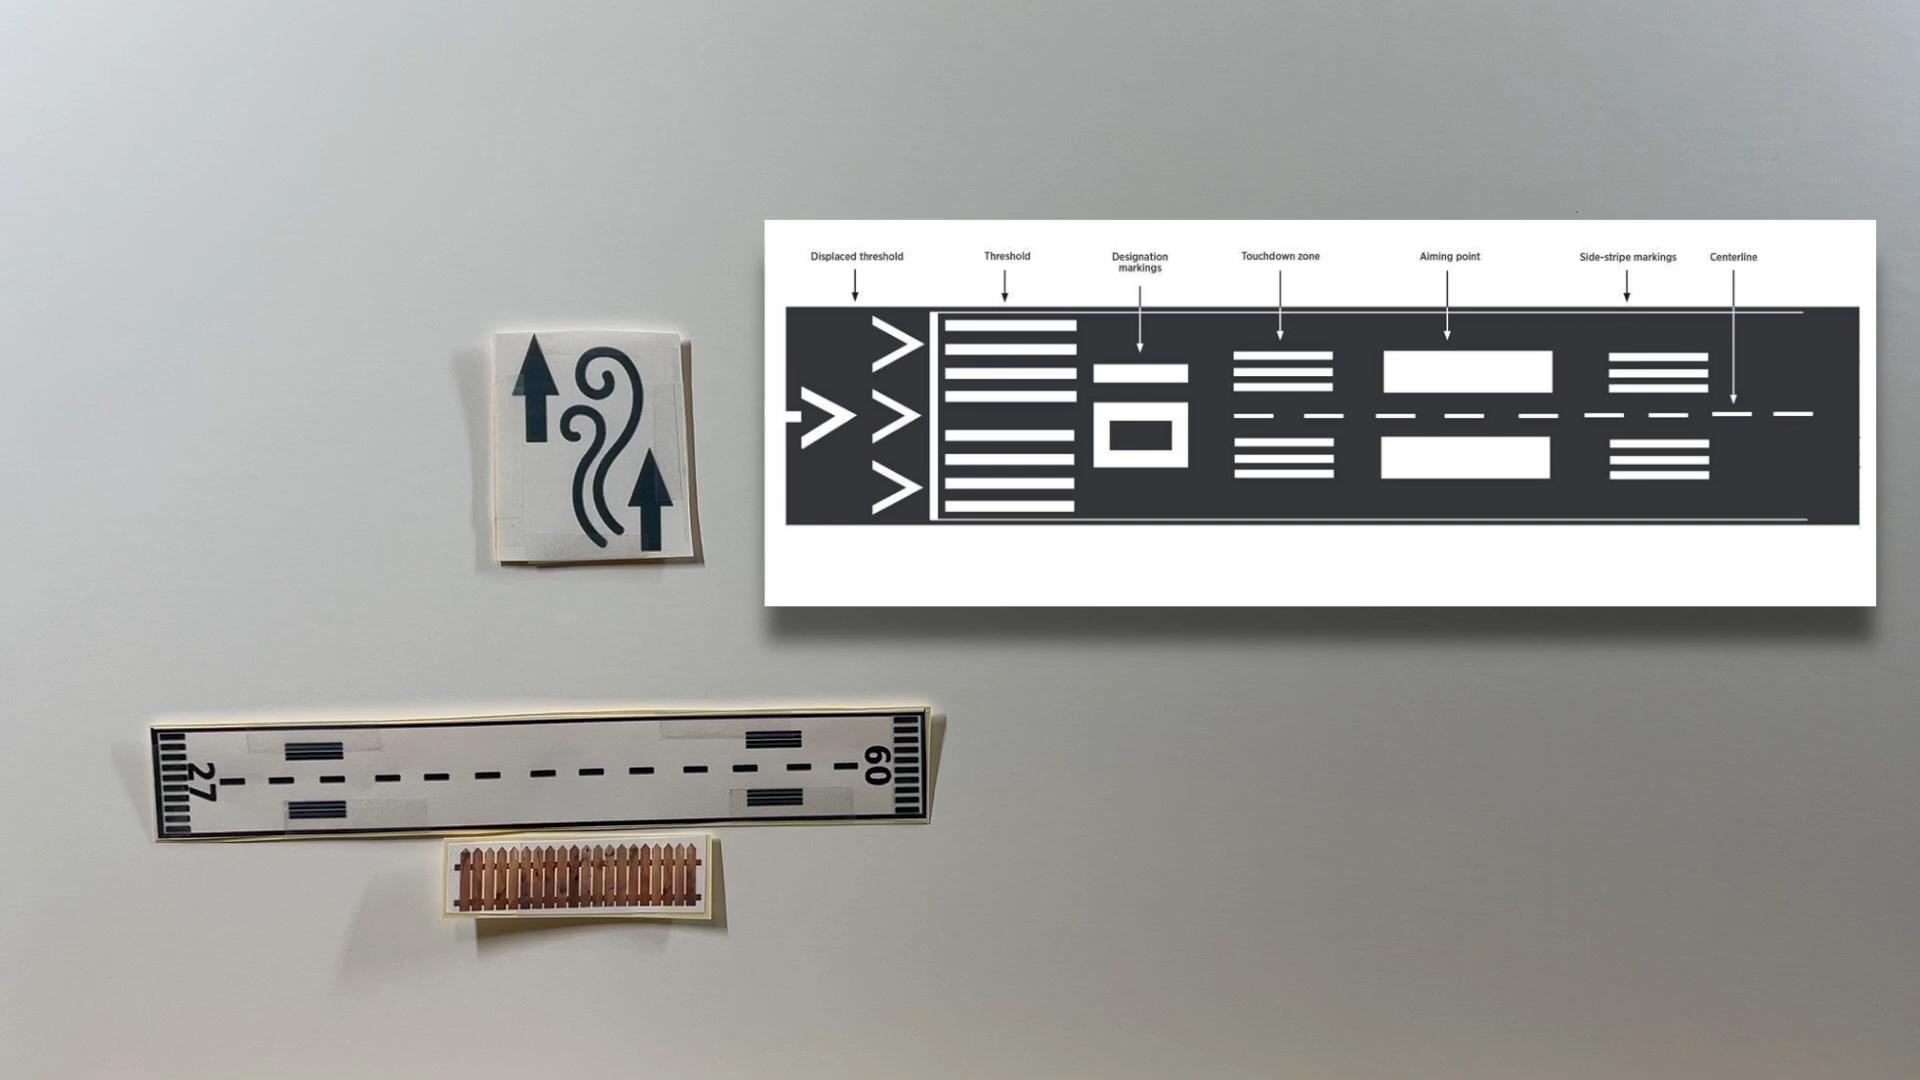 Displaced threshold
Threshold
Designation
markings
Touchdown zone
Aiming point
Side-stripe markings
Centerline
27
09